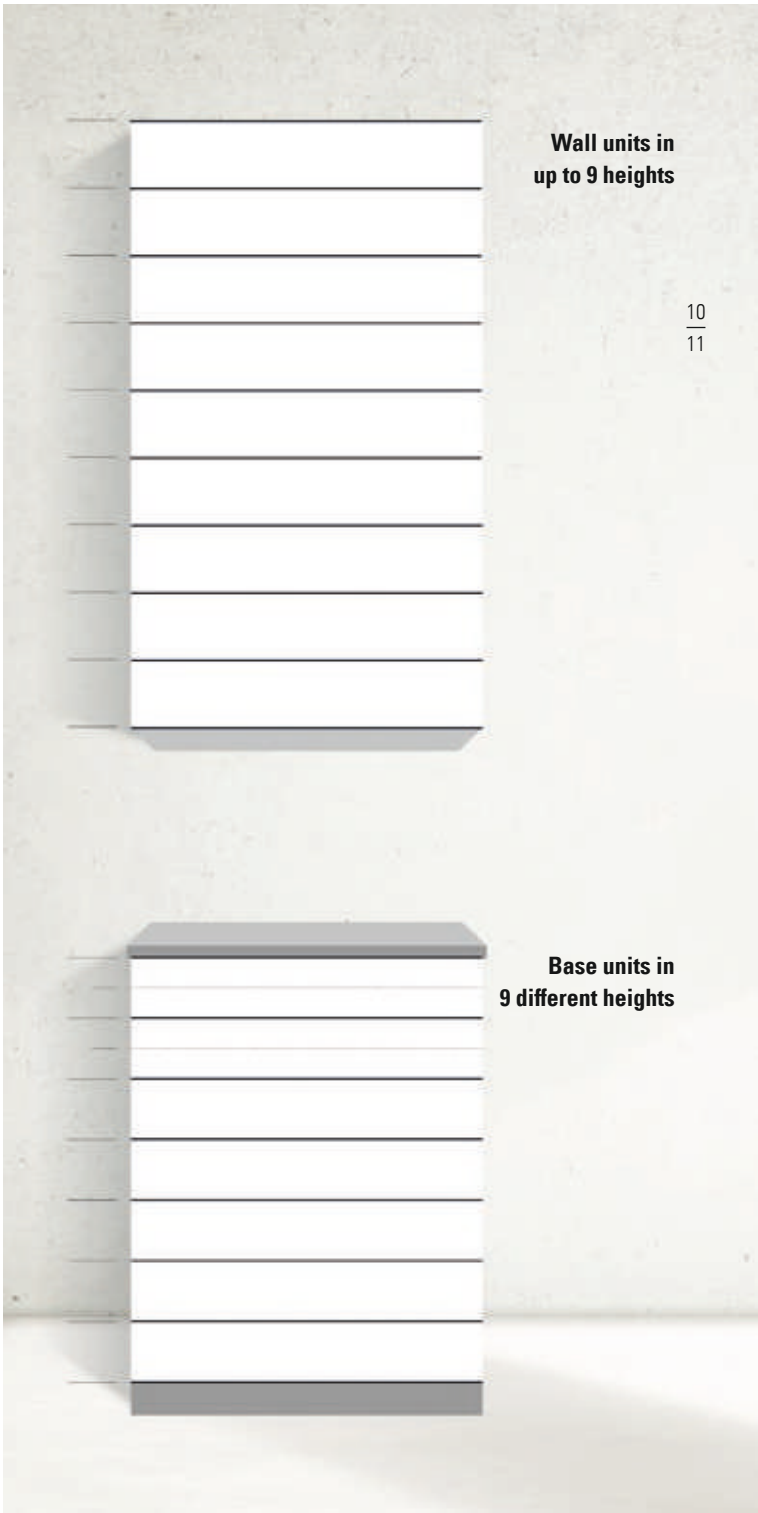 Wall units in
up to 9 heights
10
11
Base units in
9 different heights